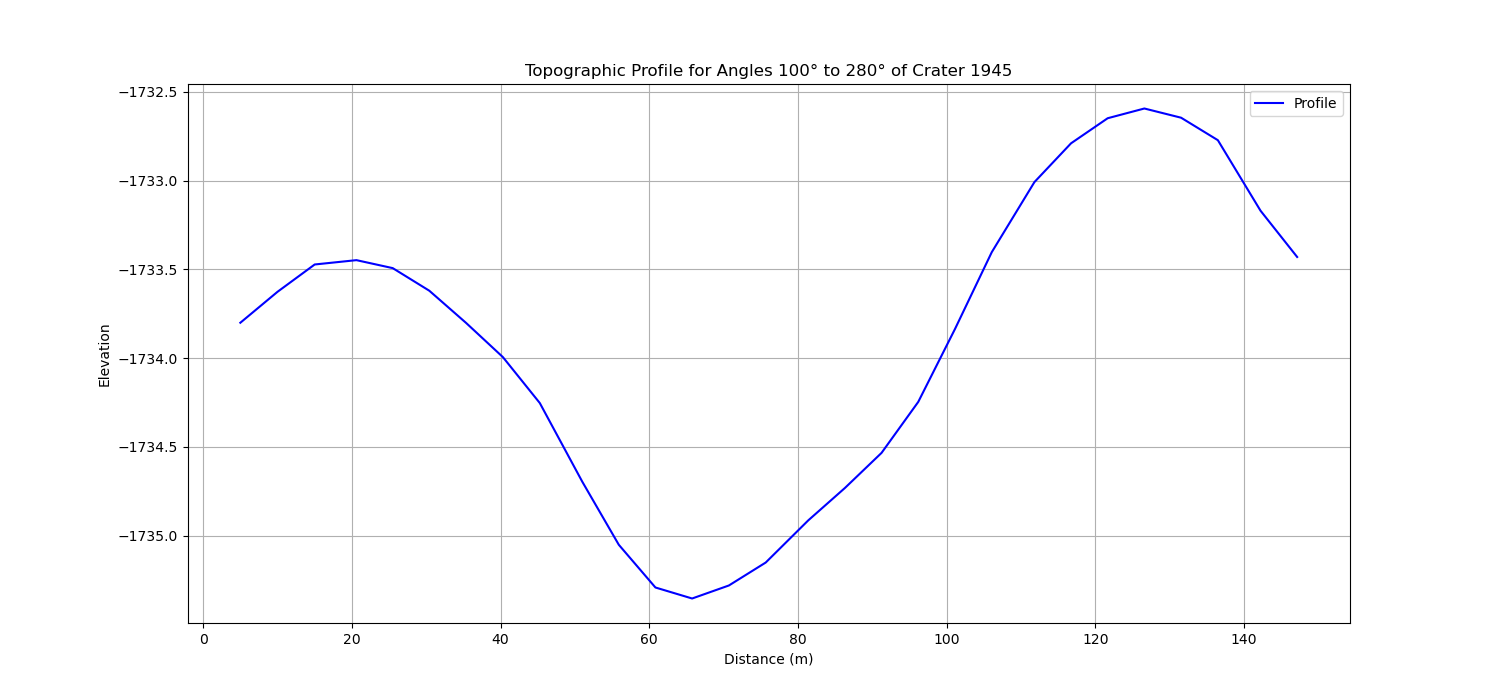 Topographic Profile for Angles 100° to 280° of Crater 1945
Profile
−1732.5
−1733.0
−1733.5
−1734.0
−1734.5
−1735.0
Elevation
0 20 40 60 80 100 120 140
Distance (m)